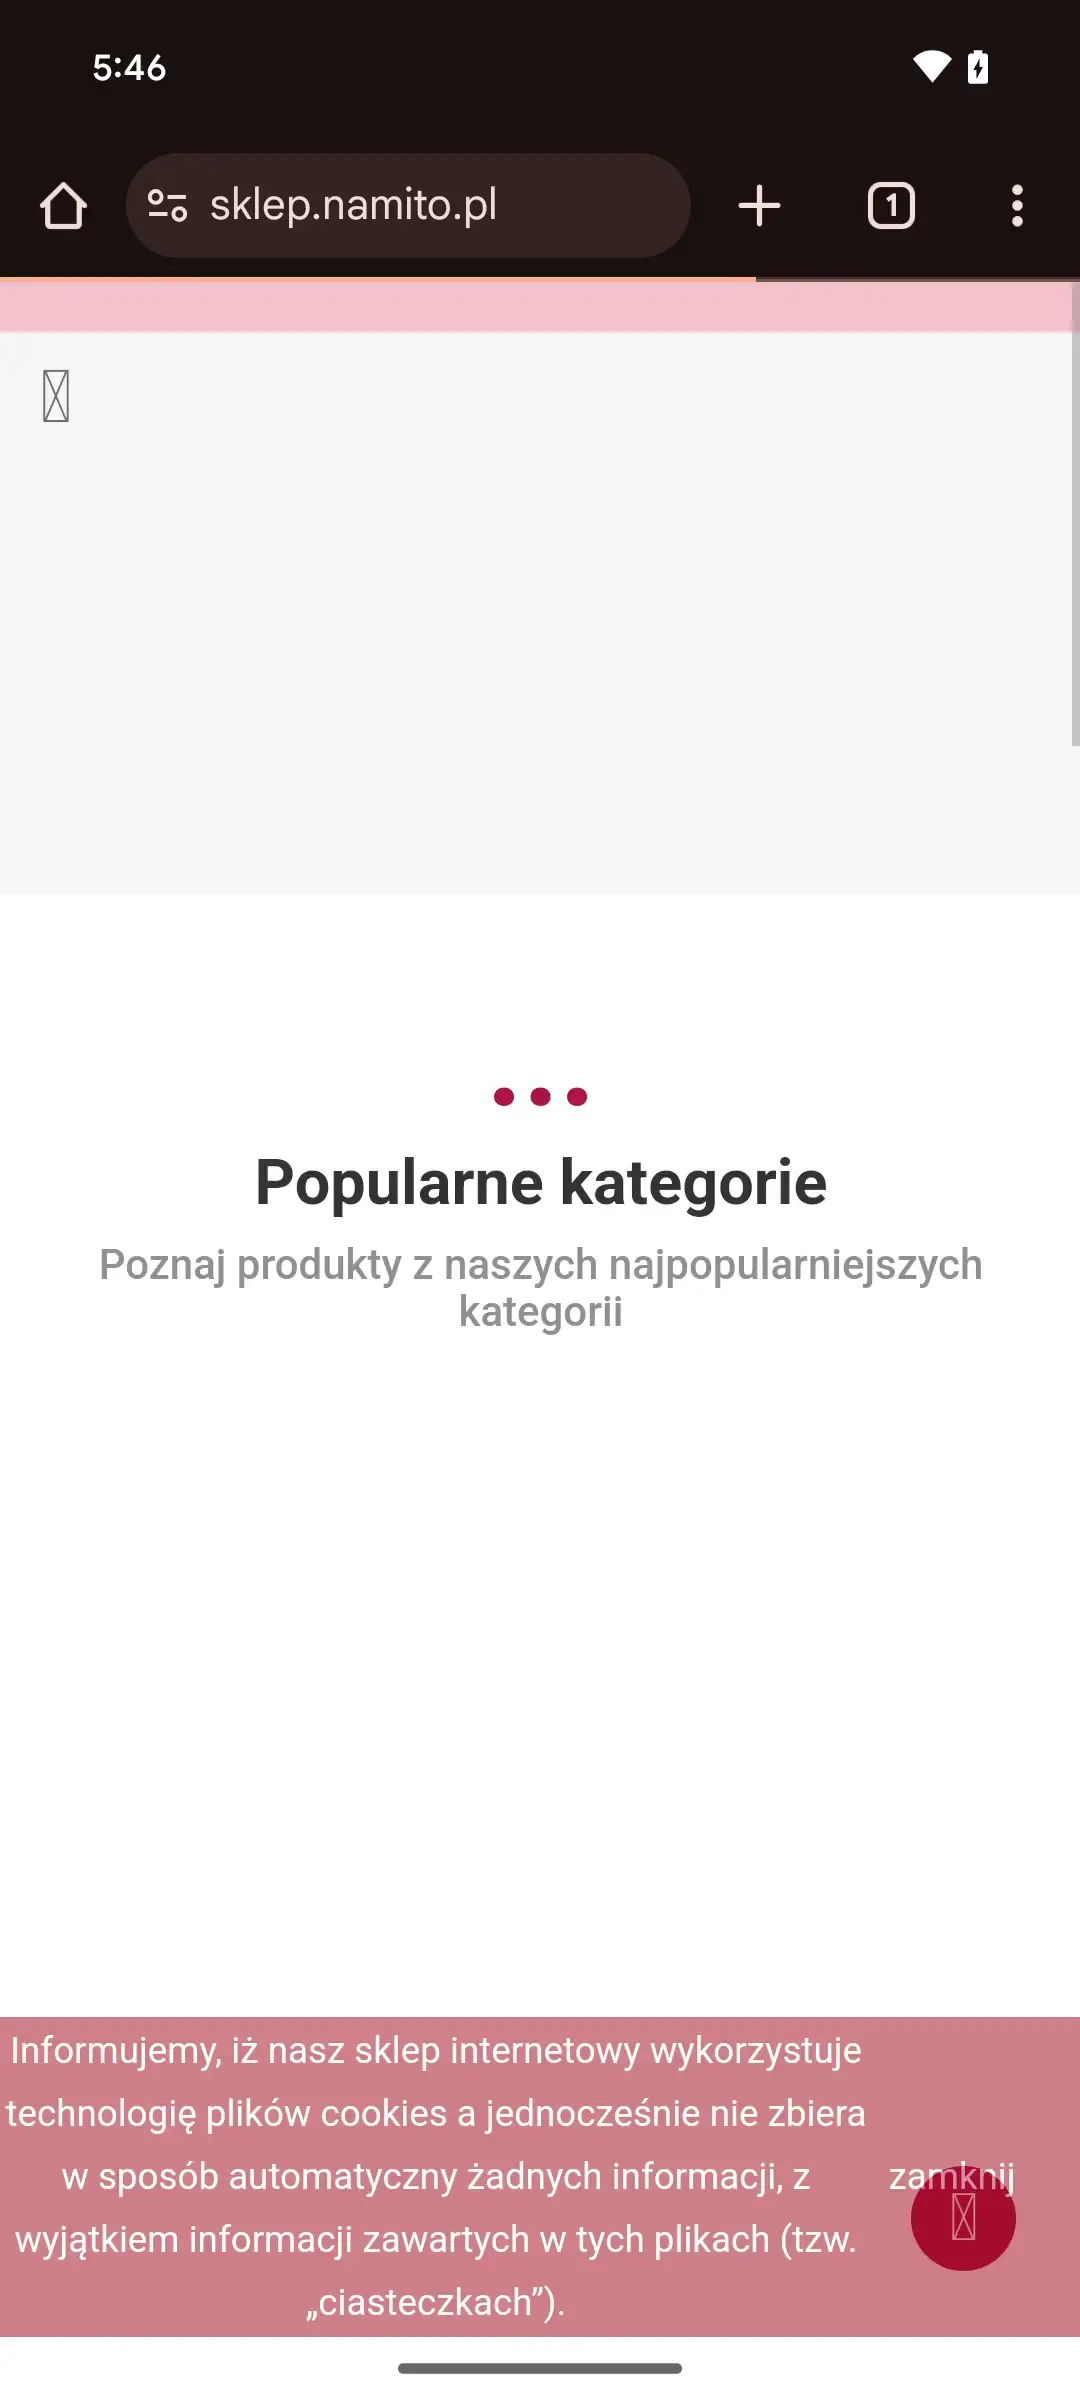 5:46
sklep.namito.pl
1
Popularne kategorie
Poznaj produkty z naszych najpopularniejszych
kategorii
Informujemy, iż nasz sklep internetowy wykorzystuje
technologię plików cookies a jednocześnie nie zbiera
w sposób automatyczny żadnych informacji, z
wyjątkiem informacji zawartych w tych plikach (tzw.
„ciasteczkach”).
zamknij